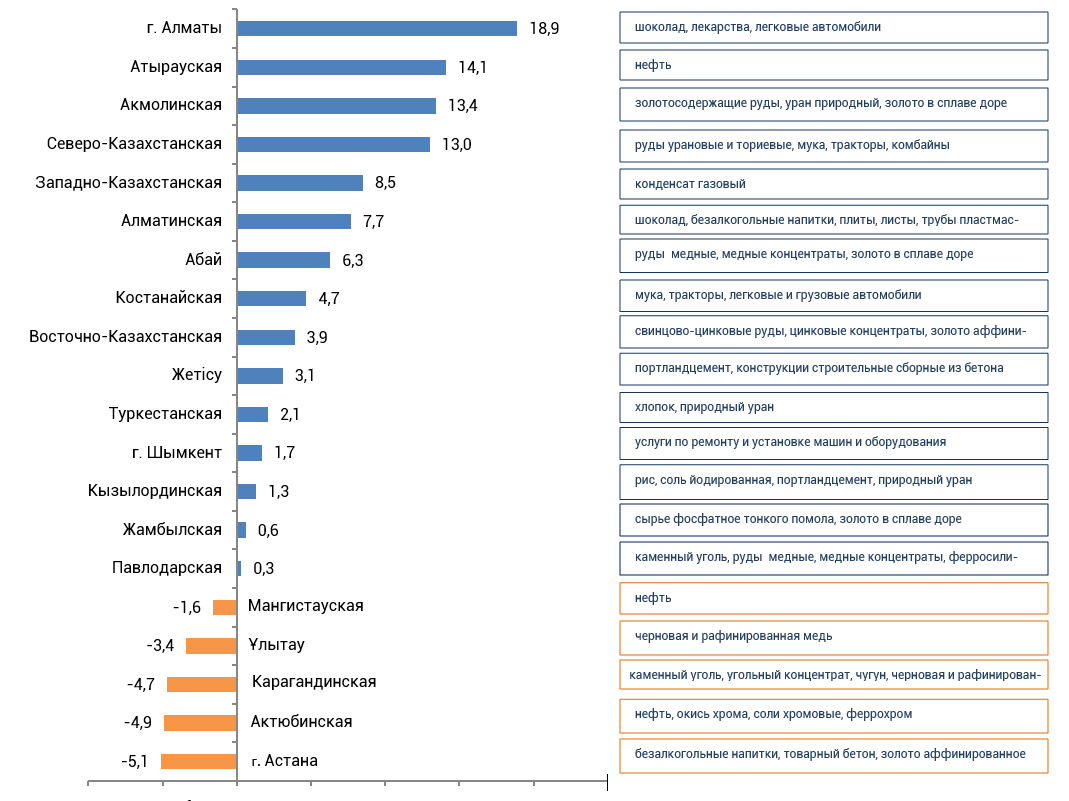 г. Алматы 18,9 шоколад, лекарства, легковые автомобили
Атырауская 14,1 нефть
Акмолинская 13,4 золотосодержащие руды, уран природный, золото в сплаве доре
Северо-Казахстанская 13,0 руды урановые и ториевые, мука, тракторы, комбайны
Западно-Казахстанская 8,5 конденсат газовый
Алматинская 7,7 шоколад, безалкогольные напитки, плиты, листы, трубы пластмас-
Абай 6,3 руды  медные, медные концентраты, золото в сплаве доре
Костанайская 4,7 мука, тракторы, легковые и грузовые автомобили
Восточно-Казахстанская 3,9 свинцово-цинковые руды, цинковые концентраты, золото аффини-
Жетісу 3,1 портландцемент, конструкции строительные сборные из бетона
Туркестанская 2,1 хлопок, природный уран
г. Шымкент 1,7 услуги по ремонту и установке машин и оборудования
Кызылординская 1,3 рис, соль йодированная, портландцемент, природный уран
Жамбылская 0,6 сырье фосфатное тонкого помола, золото в сплаве доре
Павлодарская 0,3 каменный уголь, руды  медные, медные концентраты, ферросили-
-1,6 Мангистауская нефть
-3,4 Ұлытау черновая и рафинированная медь
-4,7 Карагандинская каменный уголь, угольный концентрат, чугун, черновая и рафинирован-
-4,9 Актюбинская нефть, окись хрома, соли хромовые, феррохром
-5,1 г. Астана безалкогольные напитки, товарный бетон, золото аффинированное